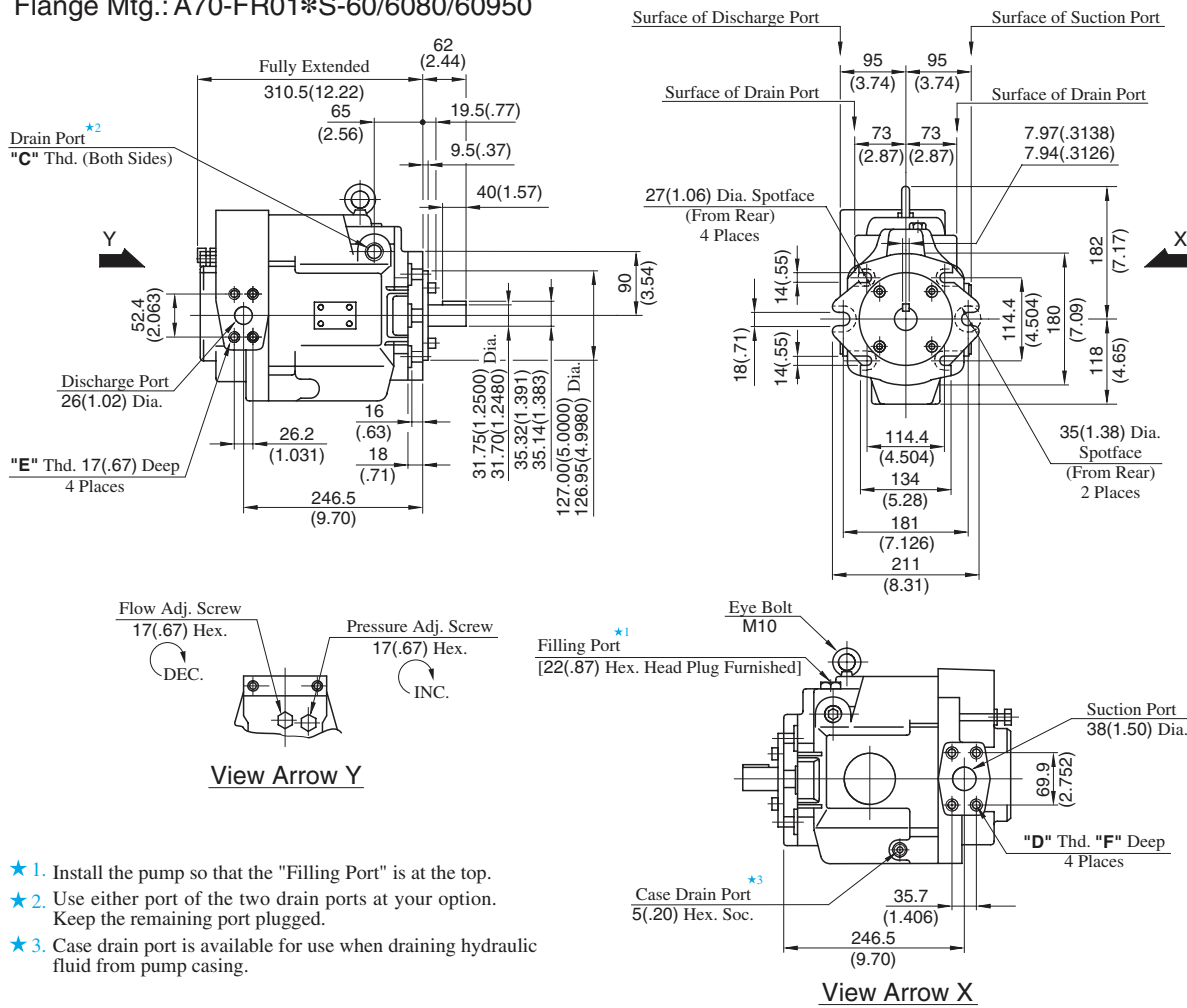 Flange Mtg.: A70-FR01*S-60/6080/60950
62
(2.44)
Fully Extended
310.5(12.22)
65
(2.56)
19.5(.77)
9.5(.37)
40(1.57)
Drain Port★2
"C" Thd. (Both Sides)
Y
52.4
(2.063)
90
(3.54)
Discharge Port
26(1.02) Dia.
26.2
(1.031)
"E" Thd. 17(.67) Deep
4 Places
16
(.63)
18
(.71)
246.5
(9.70)
31.75(1.2500) Dia.
31.70(1.2480)
35.32(1.391)
35.14(1.383)
127.00(5.0000) Dia.
126.95(4.9980)
Surface of Discharge Port
Surface of Suction Port
95
(3.74)
95
(3.74)
Surface of Drain Port
Surface of Drain Port
73
(2.87)
73
(2.87)
7.97(.3138)
7.94(.3126)
27(1.06) Dia. Spotface
(From Rear)
4 Places
X
182
(7.17)
14(.55)
18(.71)
14(.55)
114.4
(4.504)
180
(7.09)
118
(4.65)
114.4
(4.504)
134
(5.28)
181
(7.126)
211
(8.31)
35(1.38) Dia.
Spotface
(From Rear)
2 Places
Flow Adj. Screw
17(.67) Hex.
DEC.
Pressure Adj. Screw
17(.67) Hex.
INC.
View Arrow Y
Eye Bolt
M10
Filling Port★1
[22(.87) Hex. Head Plug Furnished]
Suction Port
38(1.50) Dia.
69.9
(2.752)
"D" Thd. "F" Deep
4 Places
Case Drain Port★3
5(.20) Hex. Soc.
35.7
(1.406)
246.5
(9.70)
View Arrow X
★1. Install the pump so that the "Filling Port" is at the top.
★2. Use either port of the two drain ports at your option.
Keep the remaining port plugged.
★3. Case drain port is available for use when draining hydraulic
fluid from pump casing.